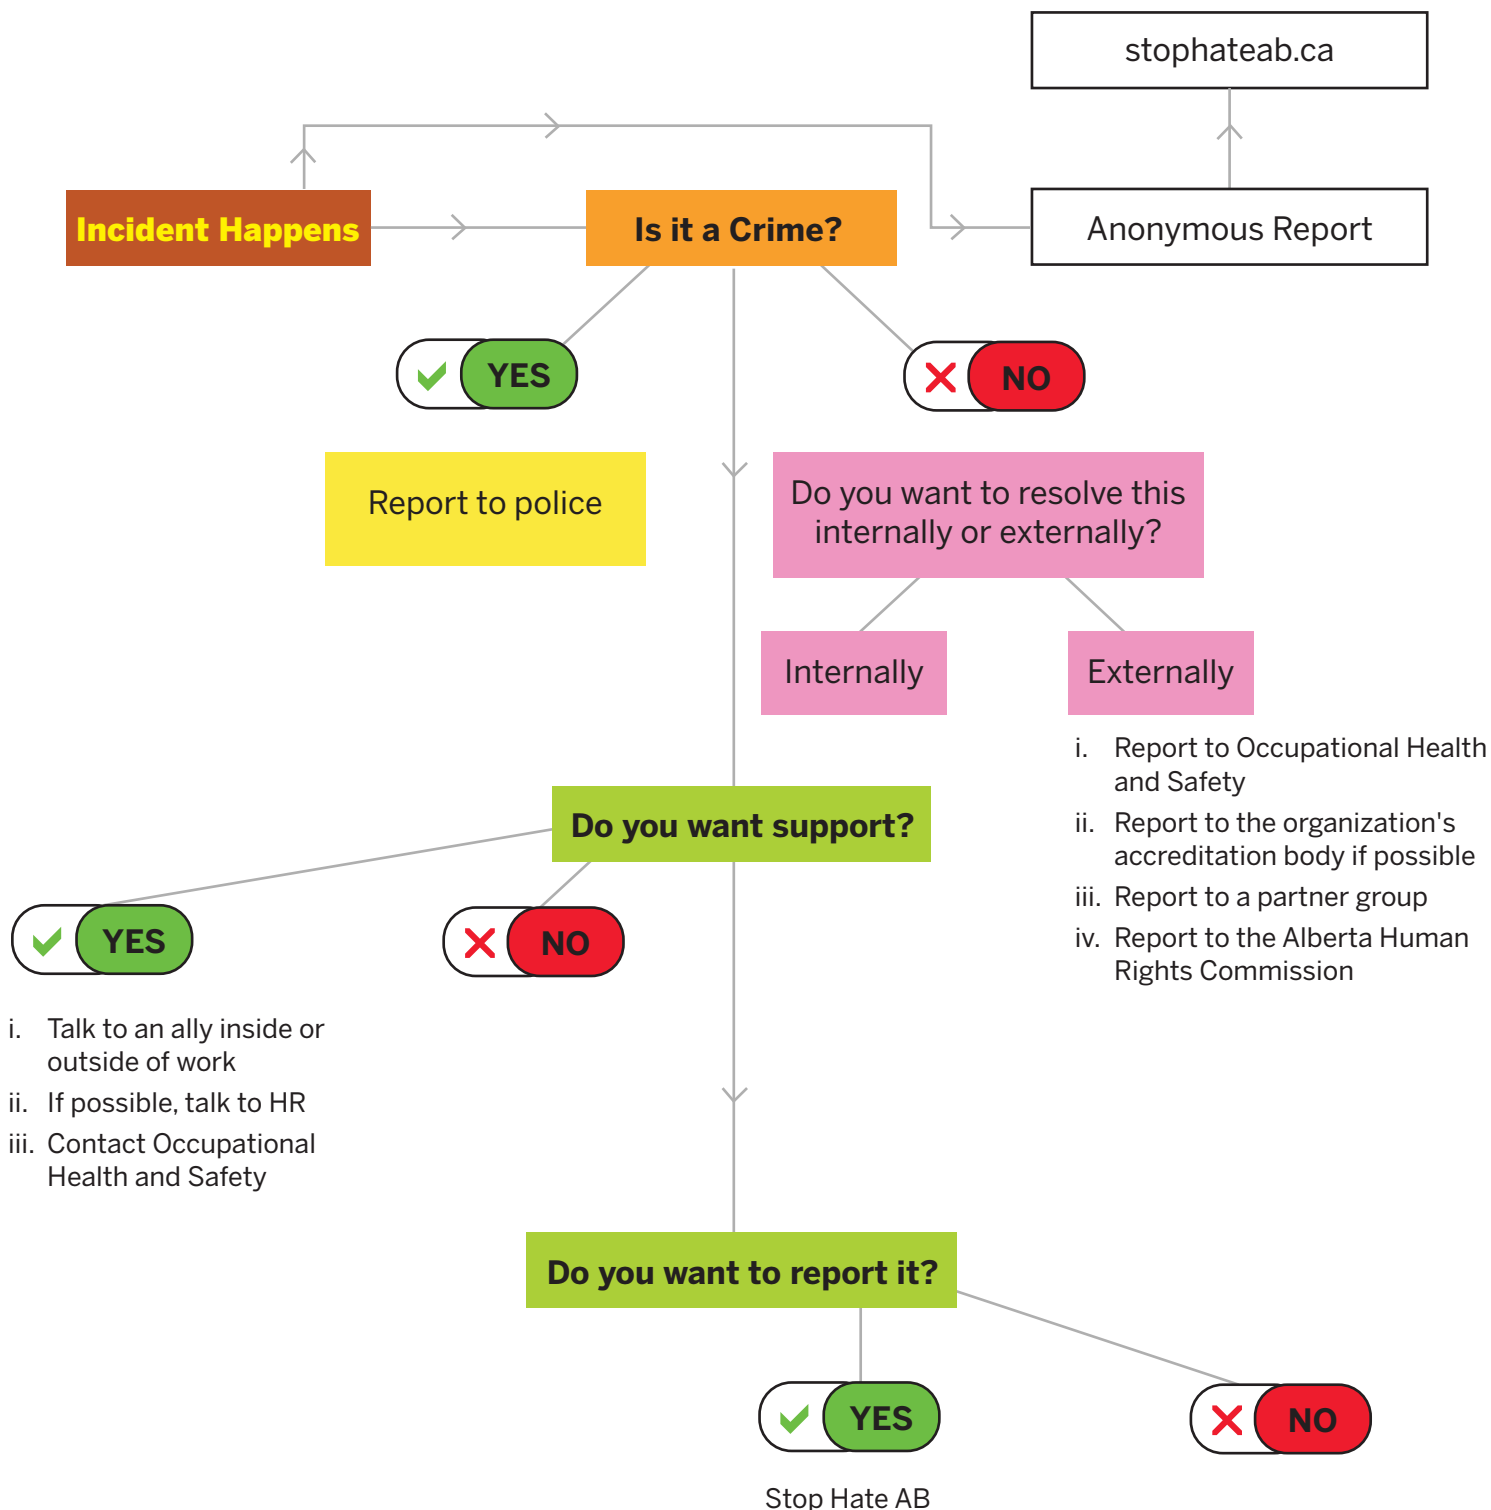 stophateab.ca
Incident Happens
Is it a Crime?
Anonymous Report
YES
NO
Report to police
Do you want to resolve this
internally or externally?
Internally
Externally
i. Report to Occupational Health
and Safety
ii. Report to the organization's
accreditation body if possible
iii. Report to a partner group
iv. Report to the Alberta Human
Rights Commission
Do you want support?
YES
NO
i. Talk to an ally inside or
outside of work
ii. If possible, talk to HR
iii. Contact Occupational
Health and Safety
Do you want to report it?
YES
NO
Stop Hate AB